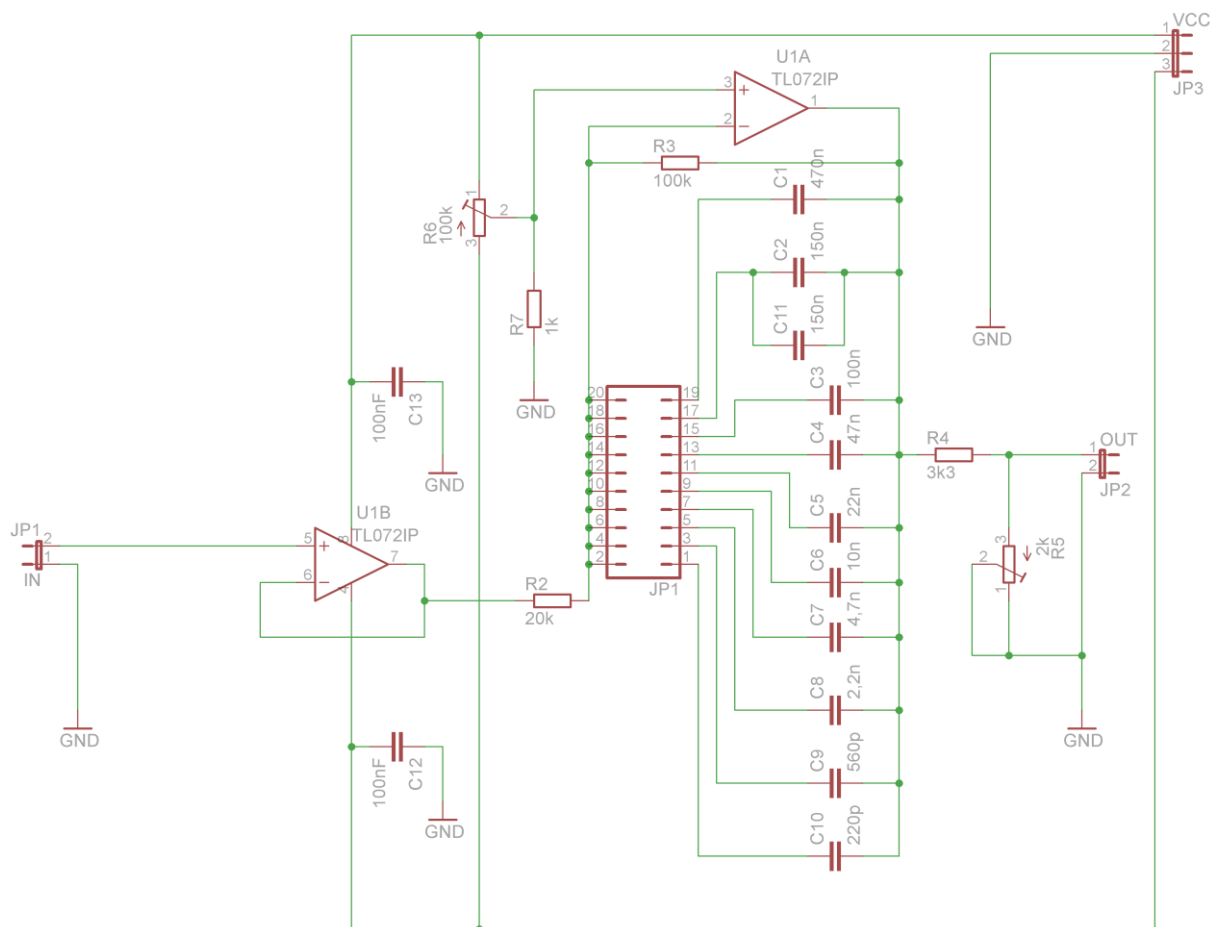 VCC
1
2
3
JP3
U1A
TL072IP
3
+
2
−
1
R3
100k
C1
470n
1
2
3
R6
100k
C2
150n
R7
1k
C11
150n
GND
GND
20
18
16
14
12
10
8
6
4
2
19
17
15
13
11
9
7
5
3
1
JP1
C3
100n
C4
47n
C5
22n
C6
10n
C7
4,7n
C8
2,2n
C9
560p
C10
220p
100nF
C13
GND
R4
3k3
OUT
1
2
JP2
U1B
TL072IP
5
+
6
−
7
8
4
JP1
2
1
IN
R2
20k
3
2
1
2k
R5
GND
GND
100nF
C12
GND